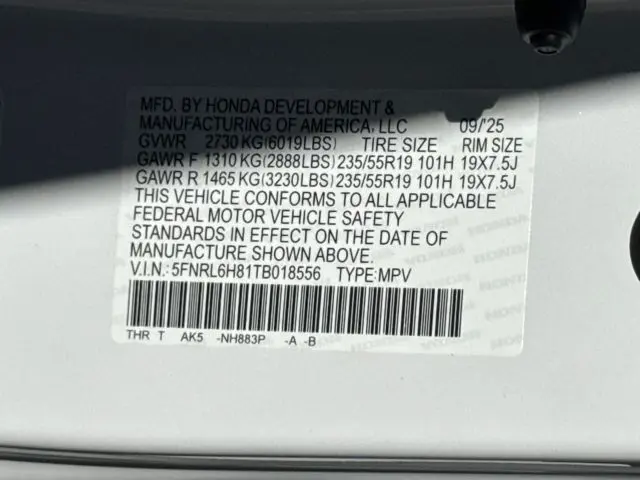 MFD. BY HONDA DEVELOPMENT &
MANUFACTURING OF AMERICA, LLC 09/'25
GVWR 2730 KG(6019LBS) TIRE SIZE RIM SIZE
GAWR F 1310 KG(2888LBS) 235/55R19 101H 19X7.5J
GAWR R 1465 KG(3230LBS) 235/55R19 101H 19X7.5J
THIS VEHICLE CONFORMS TO ALL APPLICABLE
FEDERAL MOTOR VEHICLE SAFETY
STANDARDS IN EFFECT ON THE DATE OF
MANUFACTURE SHOWN ABOVE.
V.I.N.: 5FNRL6H81TB018556 TYPE:MPV
THR T AK5 -NH883P -A -B